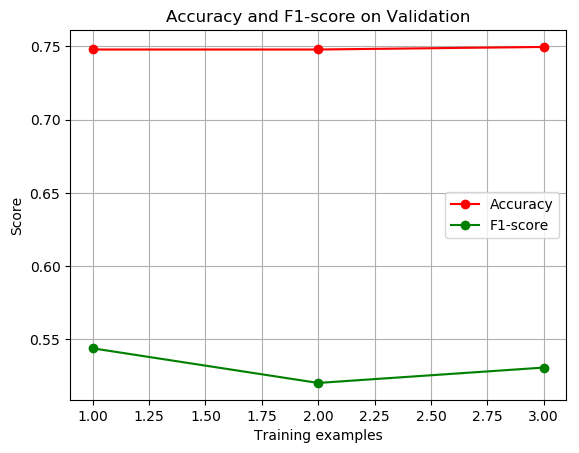 Accuracy and F1-score on Validation
0.75
0.70
0.65
0.60
0.55
Score
Accuracy
F1-score
1.00 1.25 1.50 1.75 2.00 2.25 2.50 2.75 3.00
Training examples